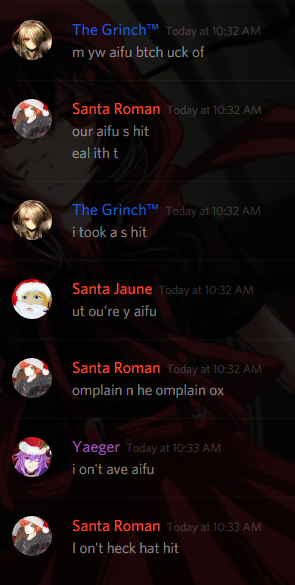 The Grinch™ Today at 10:32 AM
m yw aifu btch uck of
Santa Roman Today at 10:32 AM
our aifu s hit
eal ith t
The Grinch™ Today at 10:32 AM
i took a s hit
Santa Jaune Today at 10:32 AM
ut ou're y aifu
Santa Roman Today at 10:32 AM
omplain n he omplain ox
Yaeger Today at 10:33 AM
i on't ave aifu
Santa Roman Today at 10:33 AM
I on't heck hat hit